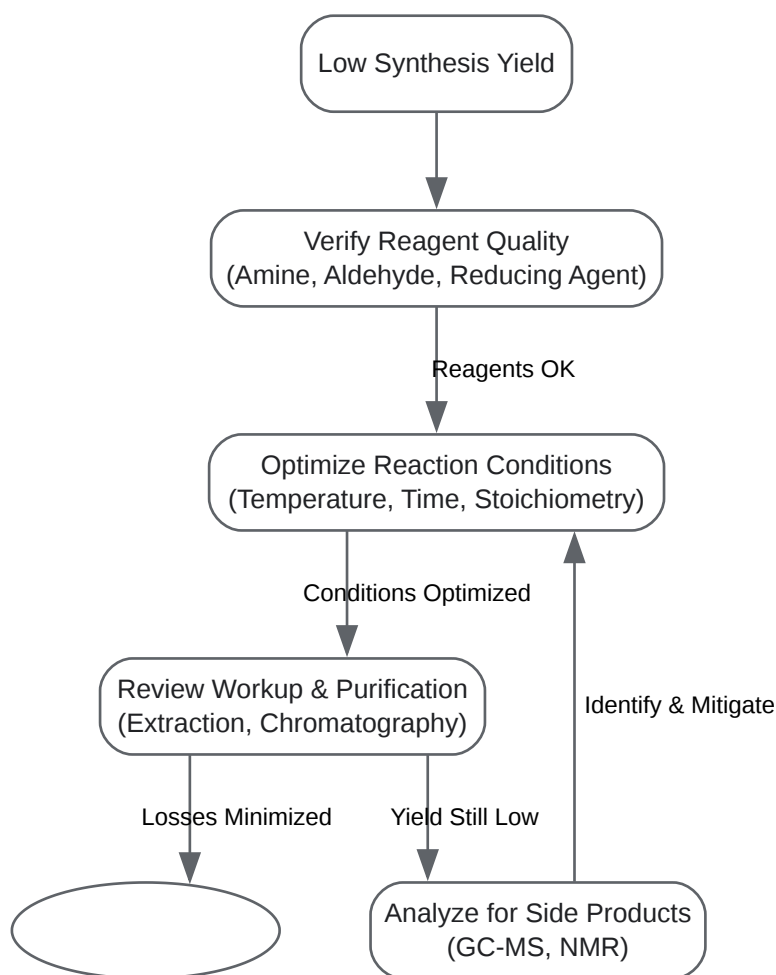 Low Synthesis Yield
Verify Reagent Quality
(Amine, Aldehyde, Reducing Agent)
Reagents OK
Optimize Reaction Conditions
(Temperature, Time, Stoichiometry)
Conditions Optimized
Review Workup & Purification
(Extraction, Chromatography)
Identify & Mitigate
Losses Minimized
Yield Still Low
Analyze for Side Products
(GC-MS, NMR)